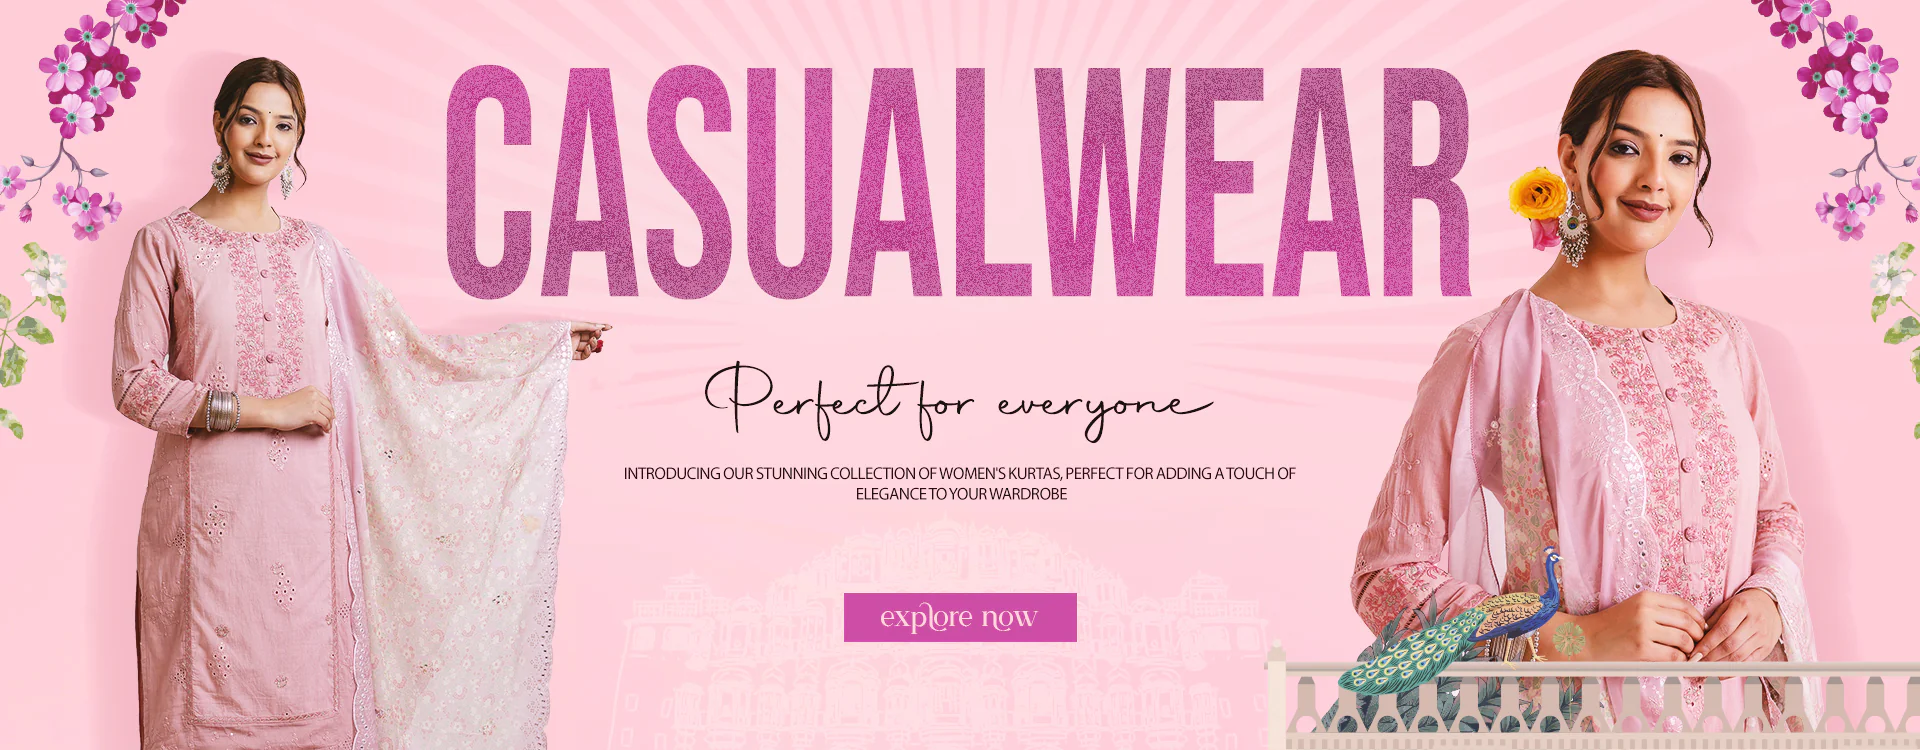 CASUALWEAR
Perfect for everyone
INTRODUCING OUR STUNNING COLLECTION OF WOMEN'S KURTAS, PERFECT FOR ADDING A TOUCH OF
ELEGANCE TO YOUR WARDROBE
explore now